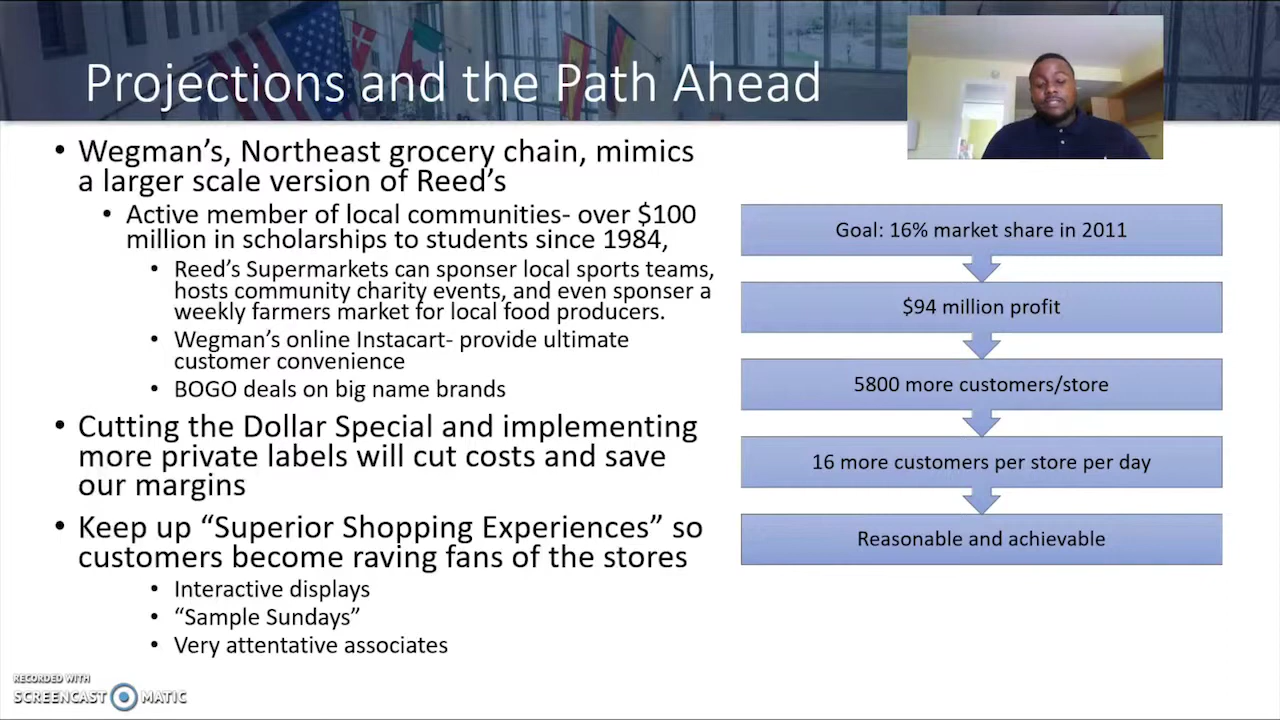 Projections and the Path Ahead
• Wegman's, Northeast grocery chain, mimics
a larger scale version of Reed's
• Active member of local communities- over $100
million in scholarships to students since 1984,
• Reed's Supermarkets can sponser local sports teams,
hosts community charity events, and even sponser a
weekly farmers market for local food producers.
• Wegman's online Instacart- provide ultimate
customer convenience
• BOGO deals on big name brands
• Cutting the Dollar Special and implementing
more private labels will cut costs and save
our margins
• Keep up “Superior Shopping Experiences” so
customers become raving fans of the stores
• Interactive displays
• “Sample Sundays”
• Very attentative associates
Goal: 16% market share in 2011
$94 million profit
5800 more customers/store
16 more customers per store per day
Reasonable and achievable
RECORDED WITH
SCREENCAST MATIC